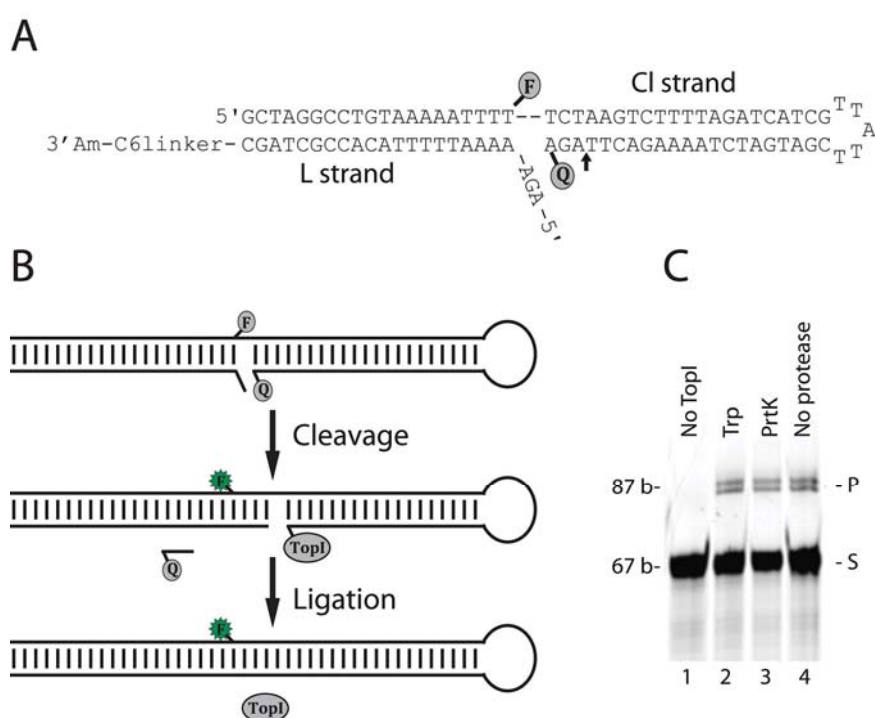 A
F
Cl strand
5'GCTAGGCCTGTAAAAATTTT--TCTAAGTCTTTTAGATCATCG
T
T
A
3'Am-C6linker-CGATCGCCACATTTTTAAAA AGATTCAGAAAATCTAGTAGC
T
T
L strand
Q
-AGA-5'
B
C
F
Q
Cleavage
F
Q
TopI
Ligation
F
TopI
No TopI
Trp
PrtK
No protease
87 b- - P
67 b- - S
1 2 3 4